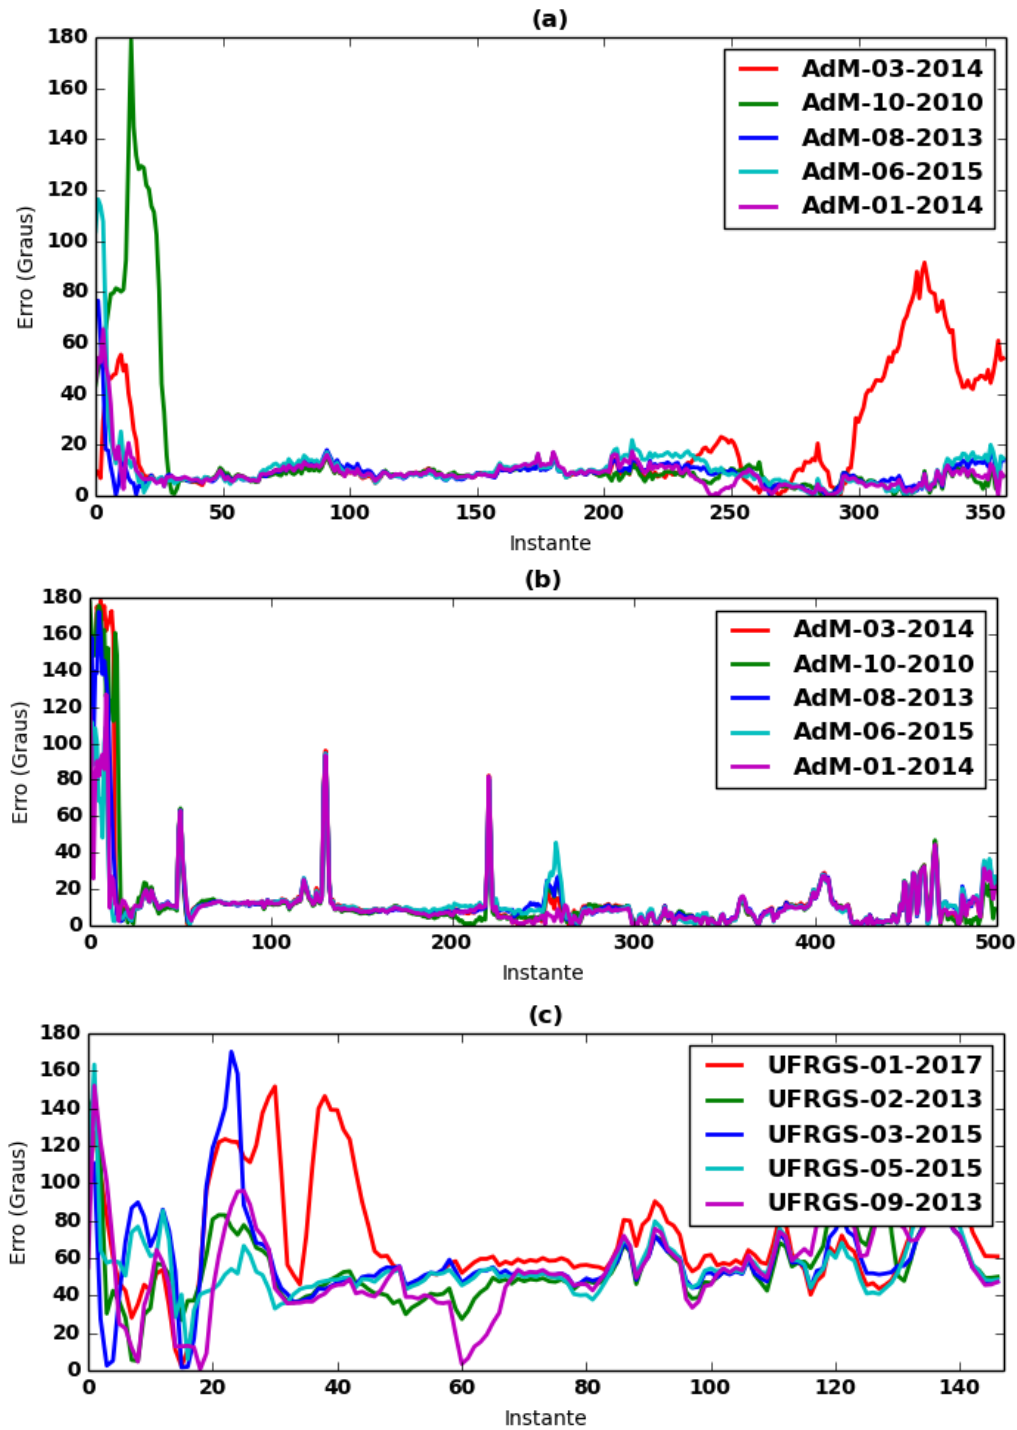 (a)
180
160
140
120
100
80
60
40
20
0
Erro (Graus)
AdM-03-2014
AdM-10-2010
AdM-08-2013
AdM-06-2015
AdM-01-2014
0 50 100 150 200 250 300 350
Instante
(b)
180
160
140
120
100
80
60
40
20
0
Erro (Graus)
AdM-03-2014
AdM-10-2010
AdM-08-2013
AdM-06-2015
AdM-01-2014
0 100 200 300 400 500
Instante
(c)
180
160
140
120
100
80
60
40
20
0
Erro (Graus)
UFRGS-01-2017
UFRGS-02-2013
UFRGS-03-2015
UFRGS-05-2015
UFRGS-09-2013
0 20 40 60 80 100 120 140
Instante